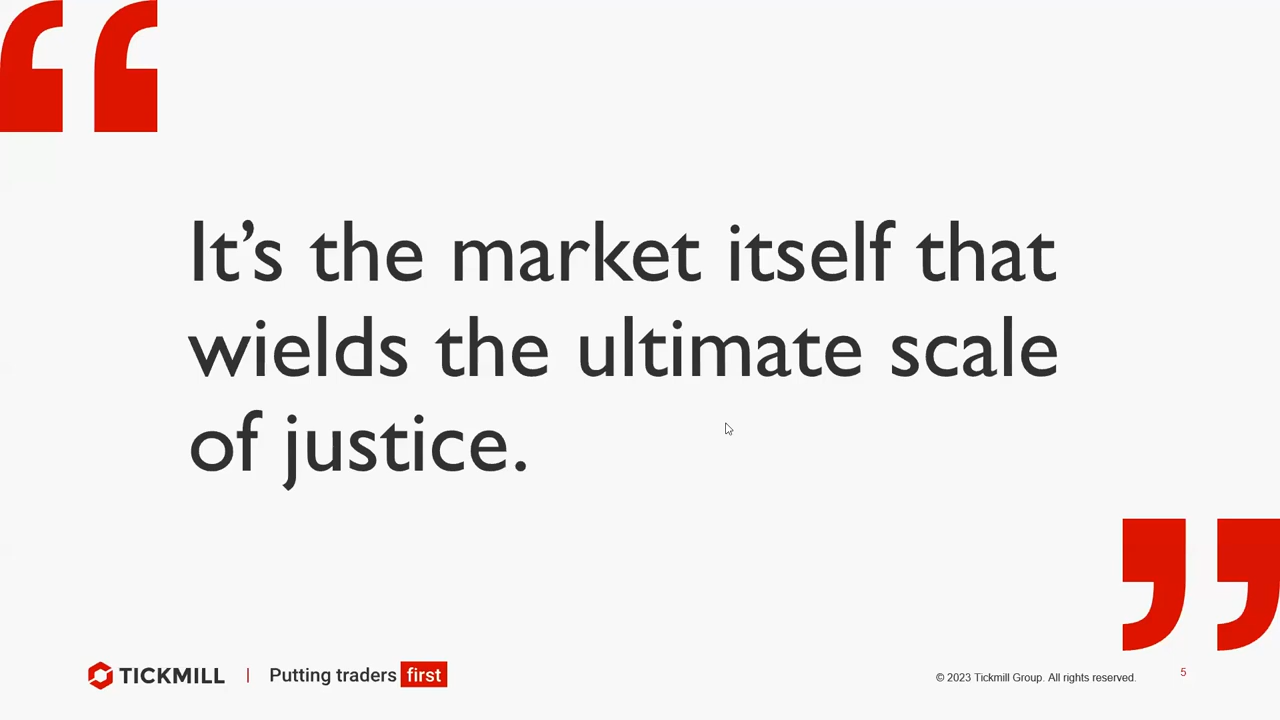 It’s the market itself that
wields the ultimate scale
of justice.
TICKMILL | Putting traders first
© 2023 Tickmill Group. All rights reserved.
5